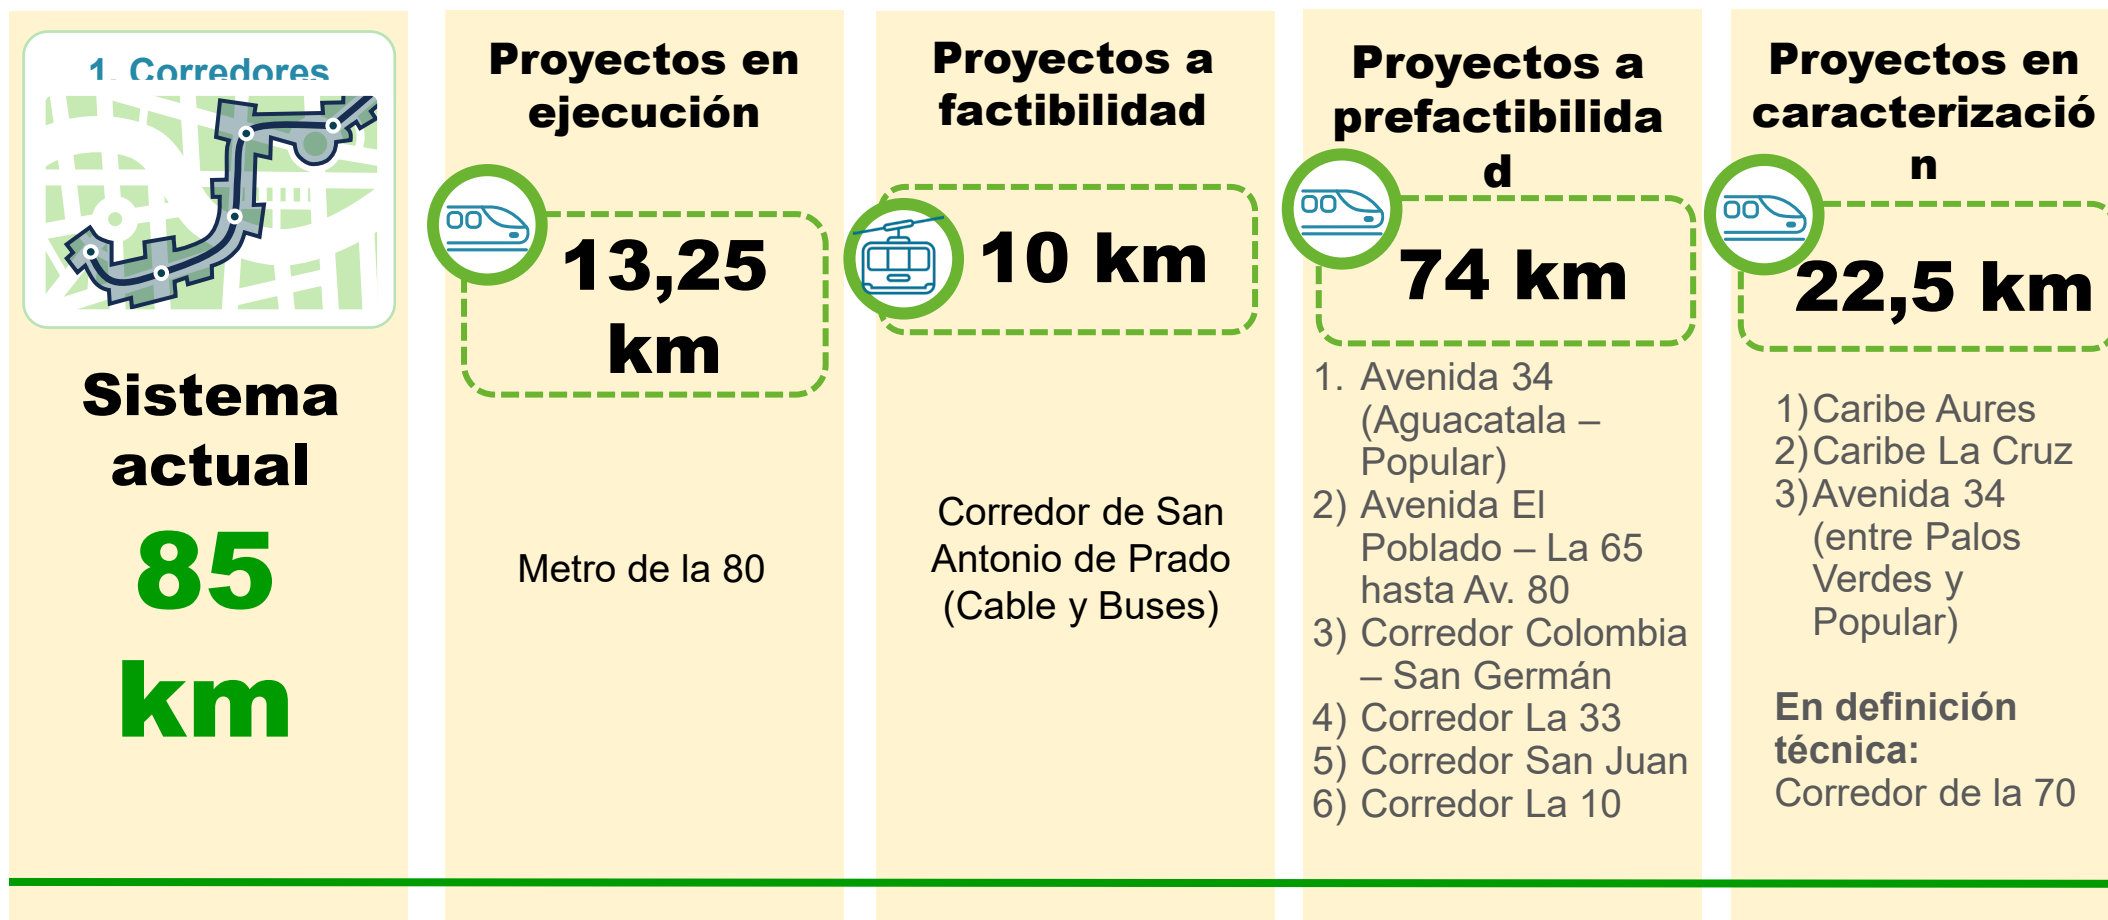 1. Corredores
Sistema
actual
85
km
Proyectos en
ejecución
13,25
km
Metro de la 80
Proyectos a
factibilidad
10 km
Corredor de San
Antonio de Prado
(Cable y Buses)
Proyectos a
prefactibilida
d
74 km
1. Avenida 34
(Aguacatala –
Popular)
2) Avenida El
Poblado – La 65
hasta Av. 80
3) Corredor Colombia
– San Germán
4) Corredor La 33
5) Corredor San Juan
6) Corredor La 10
Proyectos en
caracterizació
n
22,5 km
1) Caribe Aures
2) Caribe La Cruz
3) Avenida 34
(entre Palos
Verdes y
Popular)
En definición
técnica:
Corredor de la 70